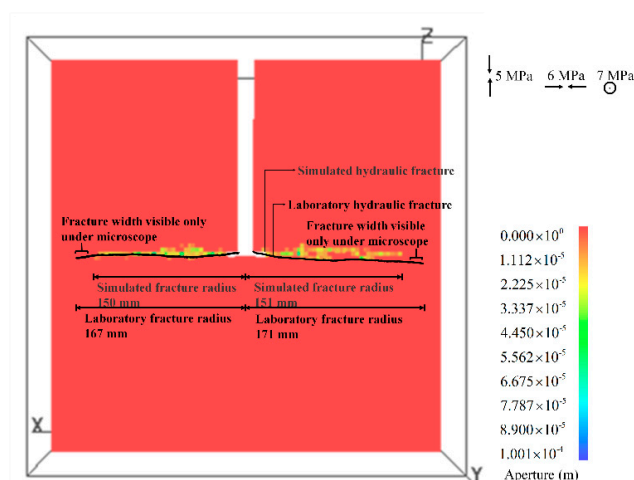 Z
5 MPa
6 MPa
7 MPa
Simulated hydraulic fracture
Laboratory hydraulic fracture
Fracture width visible only
under microscope
Fracture width visible
only under microscope
Simulated fracture radius
150 mm
Simulated fracture radius
151 mm
Laboratory fracture radius
167 mm
Laboratory fracture radius
171 mm
X
Y
0.000×10⁰
1.112×10⁻⁵
2.225×10⁻⁵
3.337×10⁻⁵
4.450×10⁻⁵
5.562×10⁻⁵
6.675×10⁻⁵
7.787×10⁻⁵
8.900×10⁻⁵
1.001×10⁻⁴
Aperture (m)